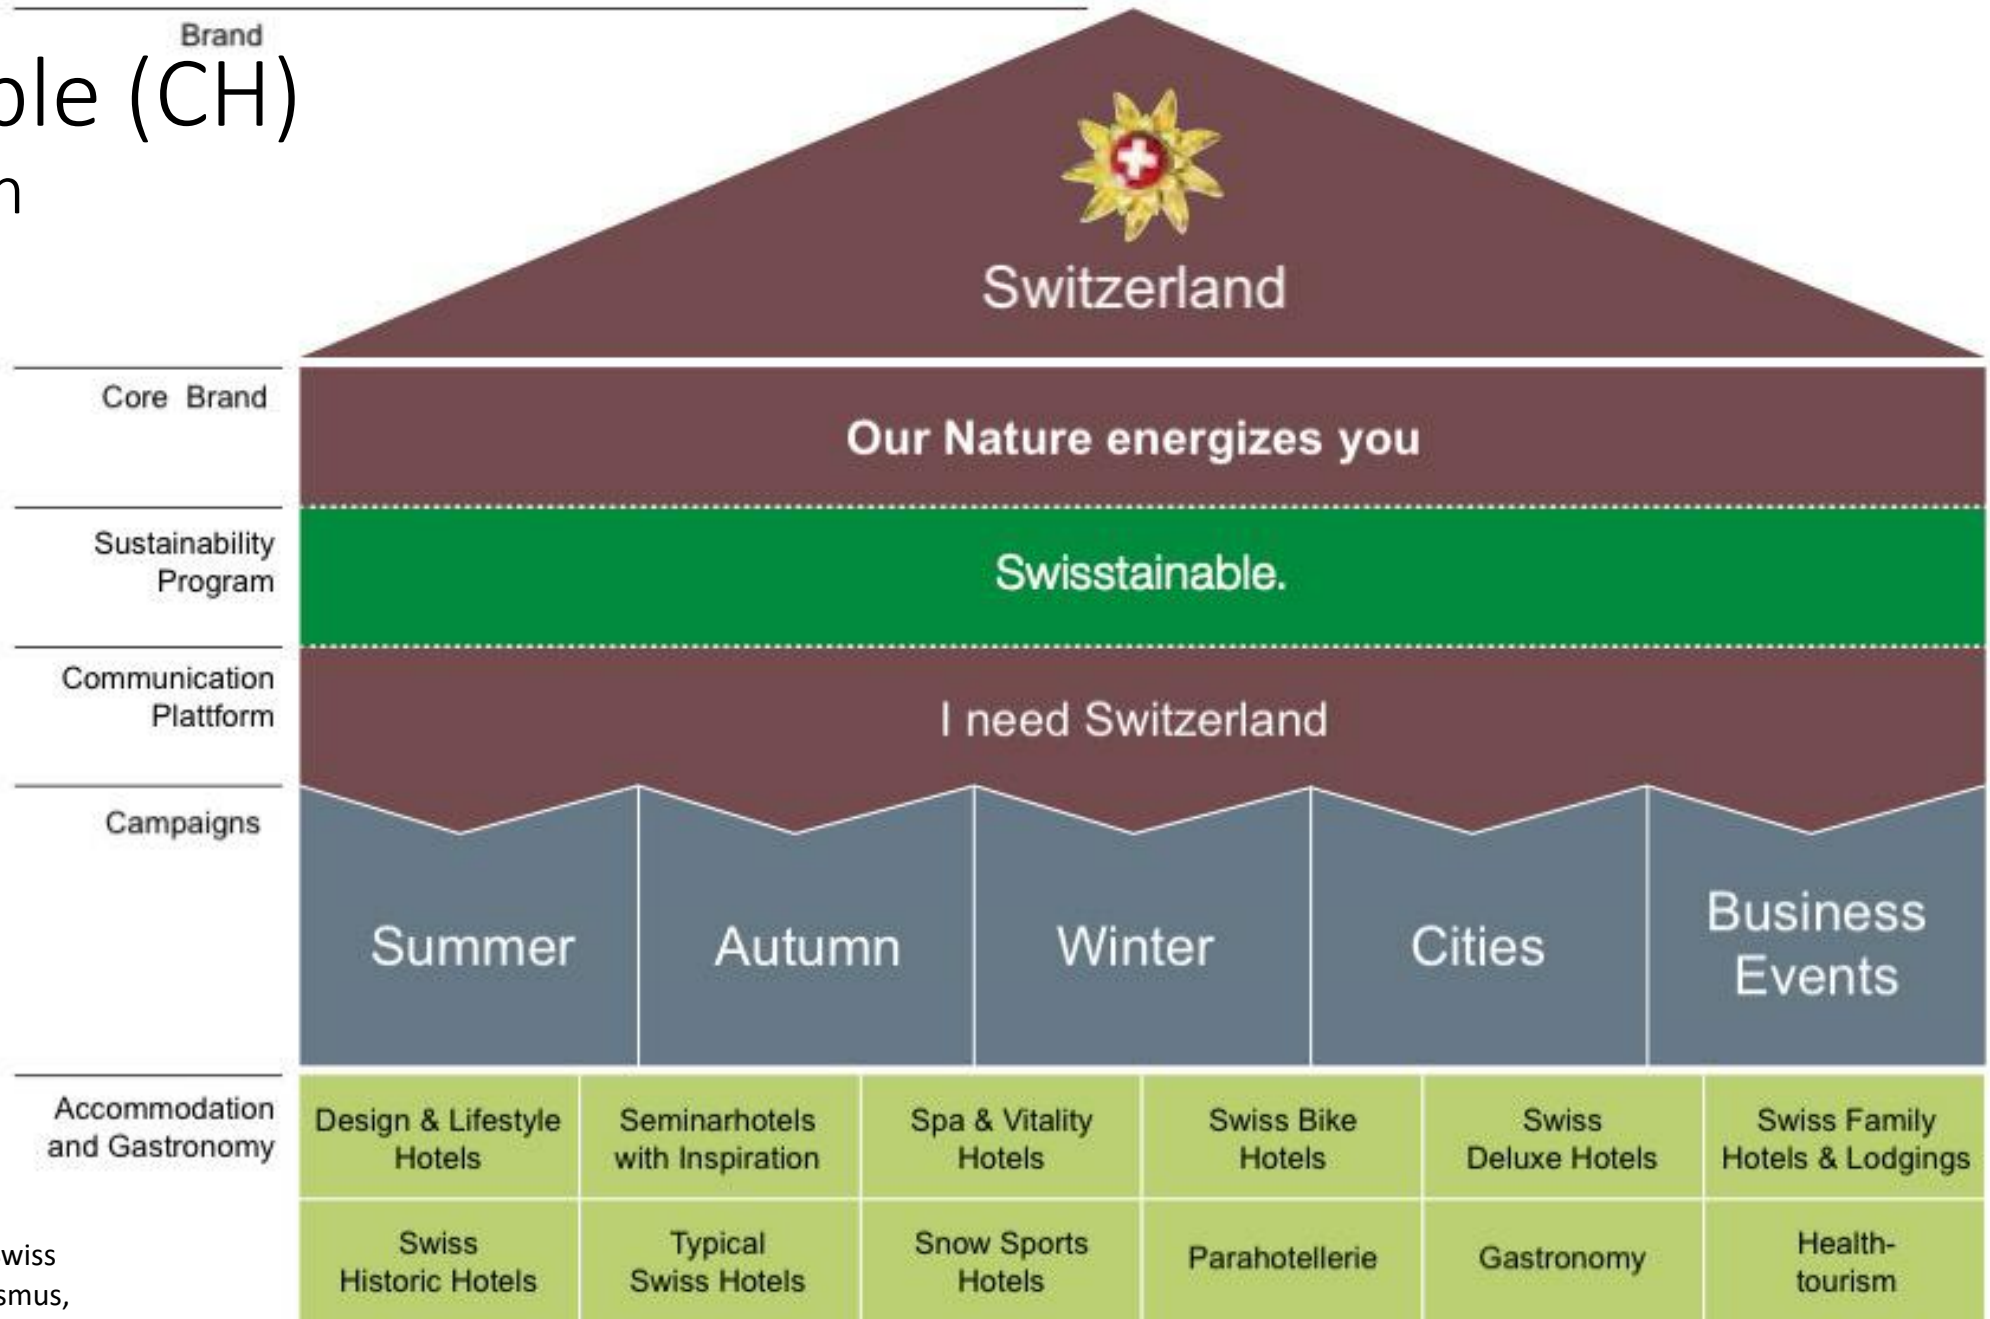 Brand
ble (CH)
n
Switzerland
Core Brand
Our Nature energizes you
Sustainability
Program
Swisstainable.
Communication
Plattform
I need Switzerland
Campaigns
Summer
Autumn
Winter
Cities
Business
Events
Accommodation
and Gastronomy
Design & Lifestyle
Hotels
Seminarhotels
with Inspiration
Spa & Vitality
Hotels
Swiss Bike
Hotels
Swiss
Deluxe Hotels
Swiss Family
Hotels & Lodgings
Swiss
Historic Hotels
Typical
Swiss Hotels
Snow Sports
Hotels
Parahotellerie
Gastronomy
Health-
tourism
wiss
smus,